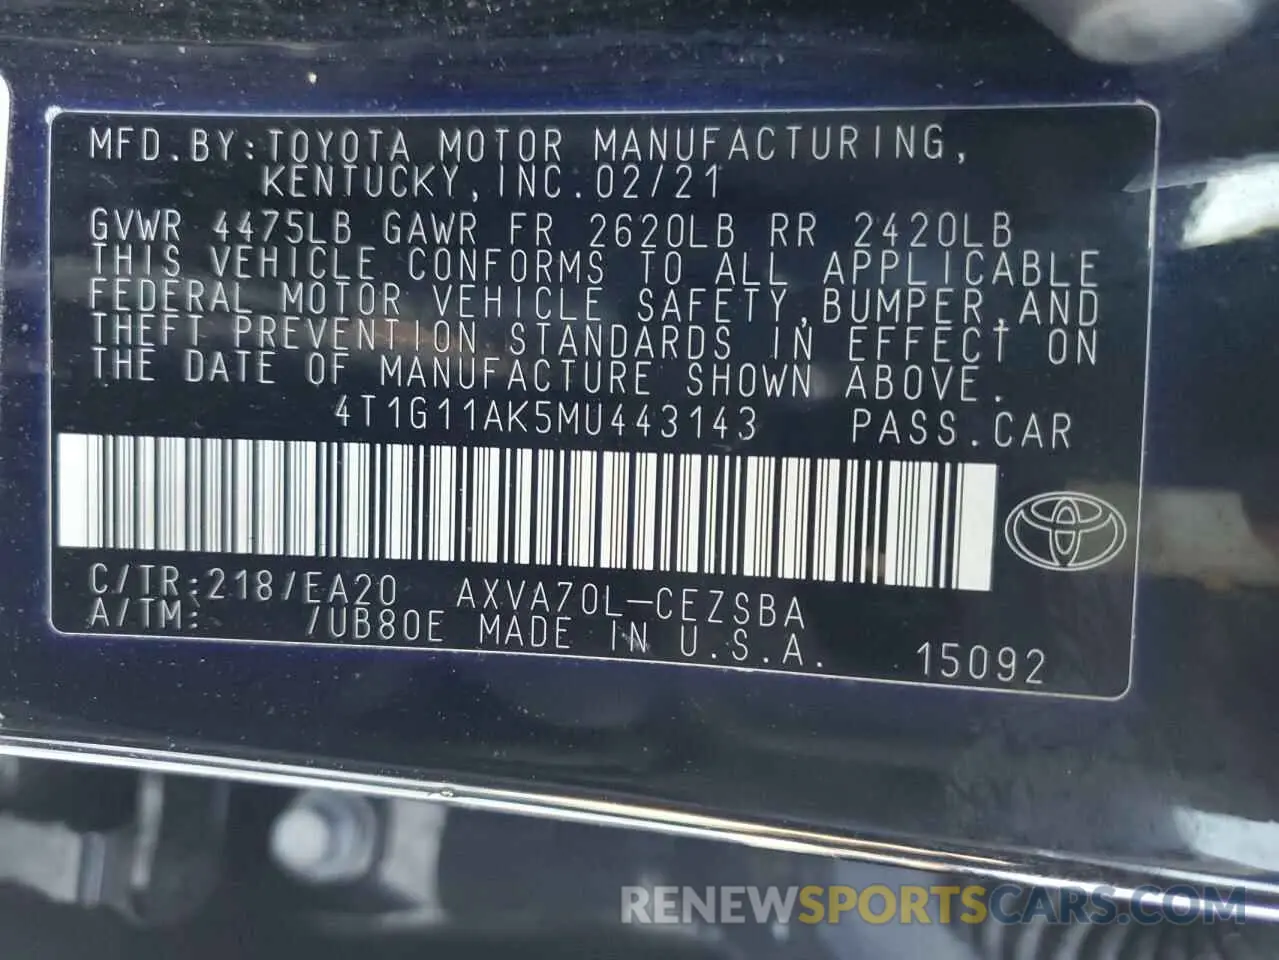 MFD.BY:TOYOTA MOTOR MANUFACTURING,
KENTUCKY,INC.02/21
GVWR 4475LB GAWR FR 2620LB RR 2420LB
THIS VEHICLE CONFORMS TO ALL APPLICABLE
FEDERAL MOTOR VEHICLE SAFETY,BUMPER,AND
THEFT PREVENTION STANDARDS IN EFFECT ON
THE DATE OF MANUFACTURE SHOWN ABOVE.
4T1G11AK5MU443143 PASS.CAR
C/TR:218/EA20 AXVA70L-CEZSBA
A/TM: /UB80E MADE IN U.S.A. 15092
RENEWSPORTSCARS.COM